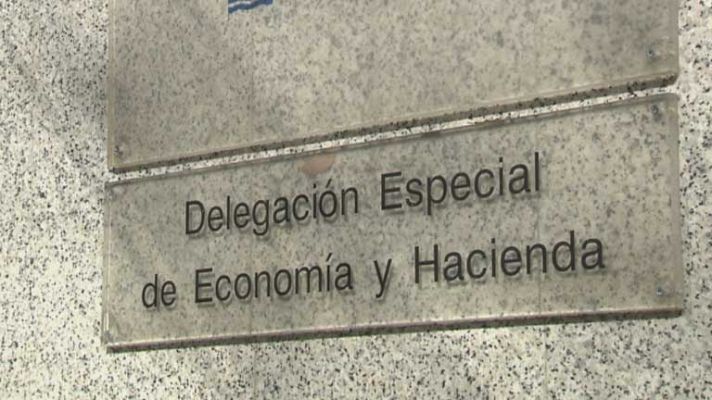 Delegación Especial
de Economía y Hacienda